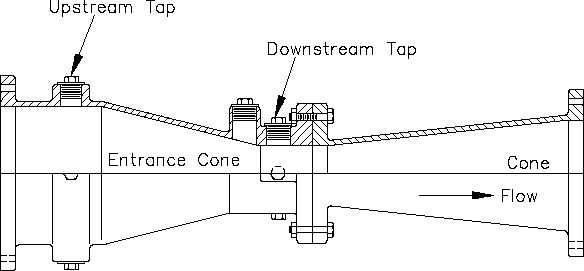 Upstream Tap
Downstream Tap
Entrance Cone
Cone
Flow